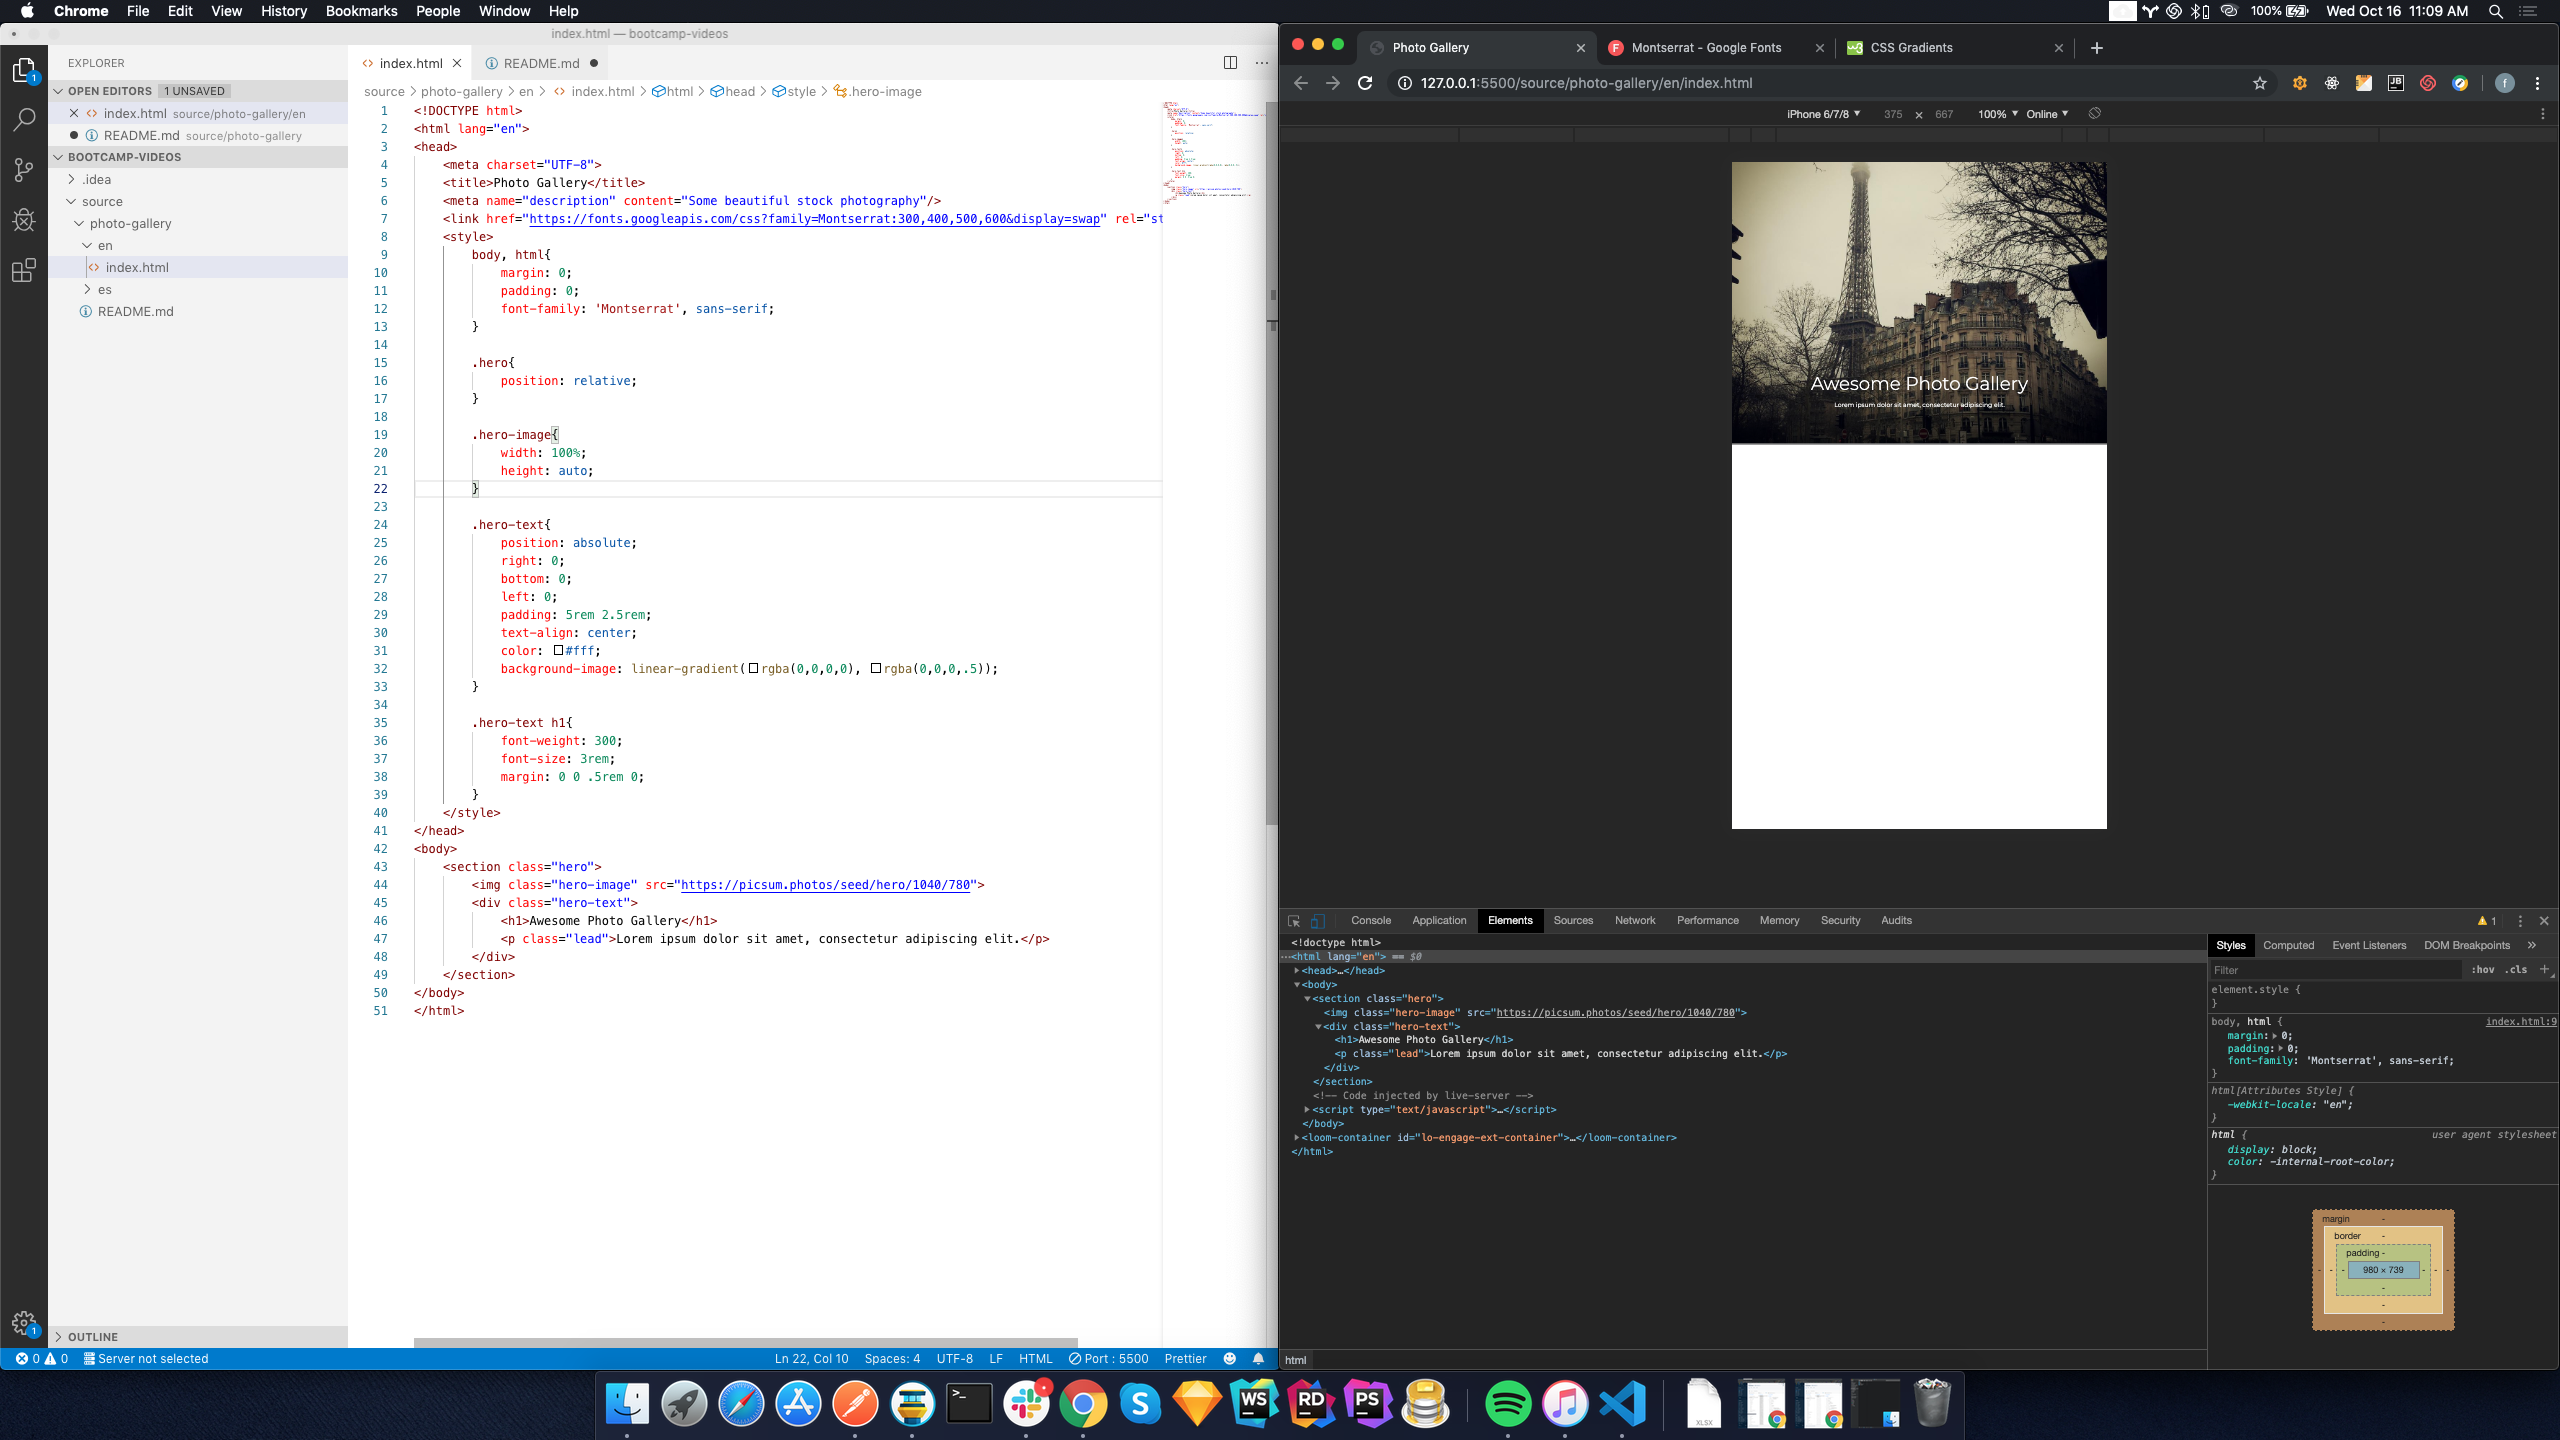 Chrome File Edit View History Bookmarks People Window Help
100% Wed Oct 16 11:09 AM
index.html — bootcamp-videos
EXPLORER
OPEN EDITORS 1 UNSAVED
index.html source/photo-gallery/en
README.md source/photo-gallery
BOOTCAMP-VIDEOS
.idea
source
photo-gallery
en
index.html
es
README.md
OUTLINE
index.html README.md
source photo-gallery en index.html html head style .hero-image
1 <!DOCTYPE html>
2 <html lang="en">
3 <head>
4 <meta charset="UTF-8">
5 <title>Photo Gallery</title>
6 <meta name="description" content="Some beautiful stock photography"/>
7 <link href="https://fonts.googleapis.com/css?family=Montserrat:300,400,500,600&display=swap" rel="st
8 <style>
9 body, html{
10 margin: 0;
11 padding: 0;
12 font-family: 'Montserrat', sans-serif;
13 }
14
15 .hero{
16 position: relative;
17 }
18
19 .hero-image{
20 width: 100%;
21 height: auto;
22 }
23
24 .hero-text{
25 position: absolute;
26 right: 0;
27 bottom: 0;
28 left: 0;
29 padding: 5rem 2.5rem;
30 text-align: center;
31 color: #fff;
32 background-image: linear-gradient(rgba(0,0,0,0), rgba(0,0,0,.5));
33 }
34
35 .hero-text h1{
36 font-weight: 300;
37 font-size: 3rem;
38 margin: 0 0 .5rem 0;
39 }
40 </style>
41 </head>
42 <body>
43 <section class="hero">
44 <img class="hero-image" src="https://picsum.photos/seed/hero/1040/780">
45 <div class="hero-text">
46 <h1>Awesome Photo Gallery</h1>
47 <p class="lead">Lorem ipsum dolor sit amet, consectetur adipiscing elit.</p>
48 </div>
49 </section>
50 </body>
51 </html>
0 0 Server not selected Ln 22, Col 10 Spaces: 4 UTF-8 LF HTML Port : 5500 Prettier
Photo Gallery Montserrat - Google Fonts CSS Gradients
127.0.0.1:5500/source/photo-gallery/en/index.html
iPhone 6/7/8 375 × 667 100% Online
Awesome Photo Gallery
Lorem ipsum dolor sit amet, consectetur adipiscing elit.
Console Application Elements Sources Network Performance Memory Security Audits 1
<!doctype html>
<html lang="en"> == $0
<head>…</head>
<body>
<section class="hero">
<img class="hero-image" src="https://picsum.photos/seed/hero/1040/780">
<div class="hero-text">
<h1>Awesome Photo Gallery</h1>
<p class="lead">Lorem ipsum dolor sit amet, consectetur adipiscing elit.</p>
</div>
</section>
<!-- Code injected by live-server -->
<script type="text/javascript">…</script>
</body>
<loom-container id="lo-engage-ext-container">…</loom-container>
</html>
html
Styles Computed Event Listeners DOM Breakpoints »
Filter :hov .cls +
element.style {
}
body, html { index.html:9
margin: 0;
padding: 0;
font-family: 'Montserrat', sans-serif;
}
html[Attributes Style] {
-webkit-locale: "en";
}
html { user agent stylesheet
display: block;
color: -internal-root-color;
}
margin -
border -
padding -
980 × 739
WS RD PS
XLSX